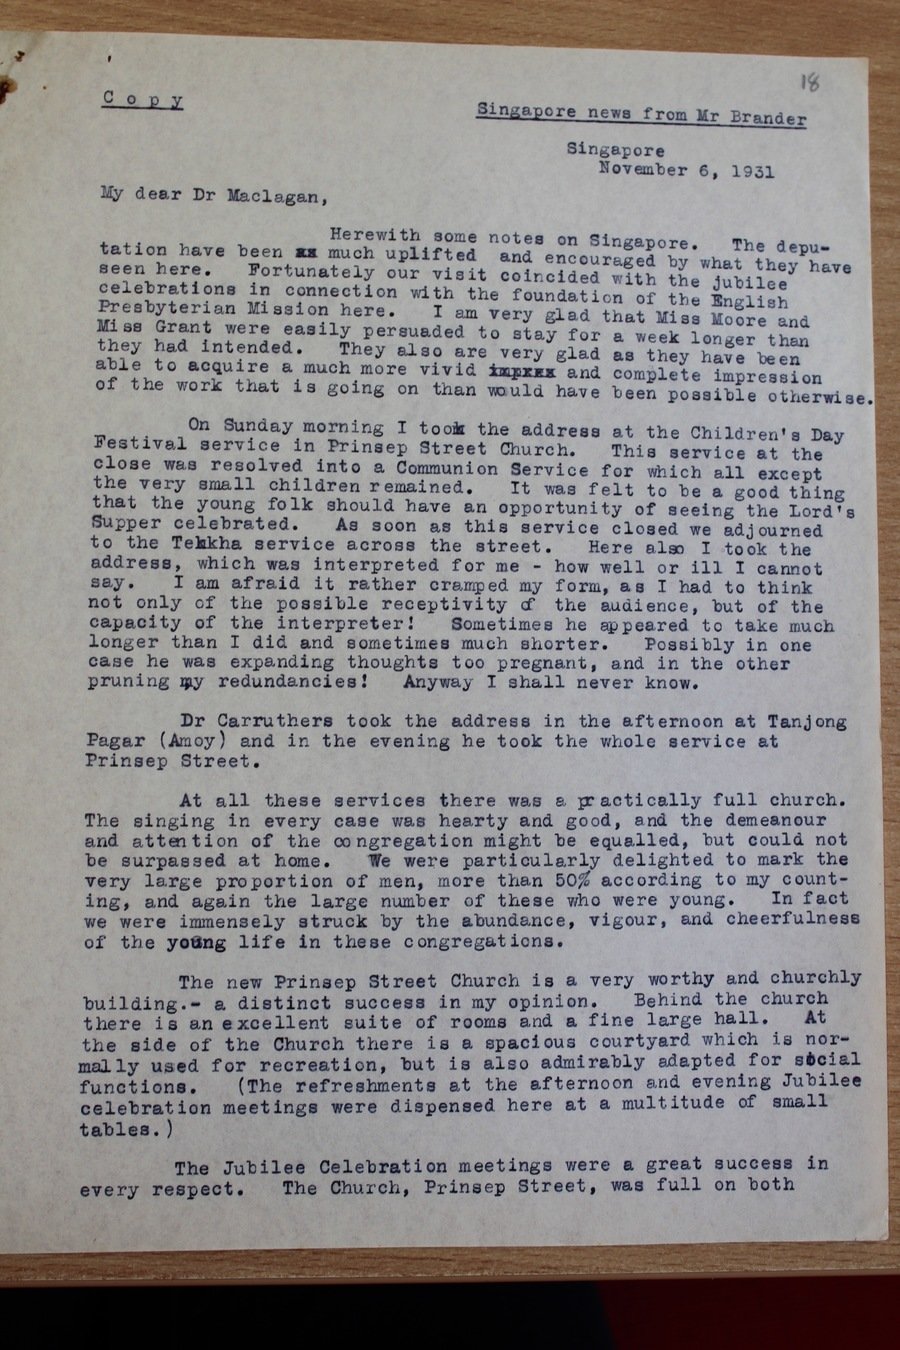 18
Copy
Singapore news from Mr Brander
Singapore
November 6, 1931
My dear Dr Maclagan,
Herewith some notes on Singapore. The depu-
tation have been xx much uplifted and encouraged by what they have
seen here. Fortunately our visit coincided with the jubilee
celebrations in connection with the foundation of the English
Presbyterian Mission here. I am very glad that Miss Moore and
Miss Grant were easily persuaded to stay for a week longer than
they had intended. They also are very glad as they have been
able to acquire a much more vivid imprxx and complete impression
of the work that is going on than would have been possible otherwise.
On Sunday morning I took the address at the Children's Day
Festival service in Prinsep Street Church. This service at the
close was resolved into a Communion Service for which all except
the very small children remained. It was felt to be a good thing
that the young folk should have an opportunity of seeing the Lord's
Supper celebrated. As soon as this service closed we adjourned
to the Tekkha service across the street. Here also I took the
address, which was interpreted for me - how well or ill I cannot
say. I am afraid it rather cramped my form, as I had to think
not only of the possible receptivity of the audience, but of the
capacity of the interpreter! Sometimes he appeared to take much
longer than I did and sometimes much shorter. Possibly in one
case he was expanding thoughts too pregnant, and in the other
pruning my redundancies! Anyway I shall never know.
Dr Carruthers took the address in the afternoon at Tanjong
Pagar (Amoy) and in the evening he took the whole service at
Prinsep Street.
At all these services there was a practically full church.
The singing in every case was hearty and good, and the demeanour
and attention of the congregation might be equalled, but could not
be surpassed at home. We were particularly delighted to mark the
very large proportion of men, more than 50% according to my count-
ing, and again the large number of these who were young. In fact
we were immensely struck by the abundance, vigour, and cheerfulness
of the young life in these congregations.
The new Prinsep Street Church is a very worthy and churchly
building.- a distinct success in my opinion. Behind the church
there is an excellent suite of rooms and a fine large hall. At
the side of the Church there is a spacious courtyard which is nor-
mally used for recreation, but is also admirably adapted for social
functions. (The refreshments at the afternoon and evening Jubilee
celebration meetings were dispensed here at a multitude of small
tables.)
The Jubilee Celebration meetings were a great success in
every respect. The Church, Prinsep Street, was full on both